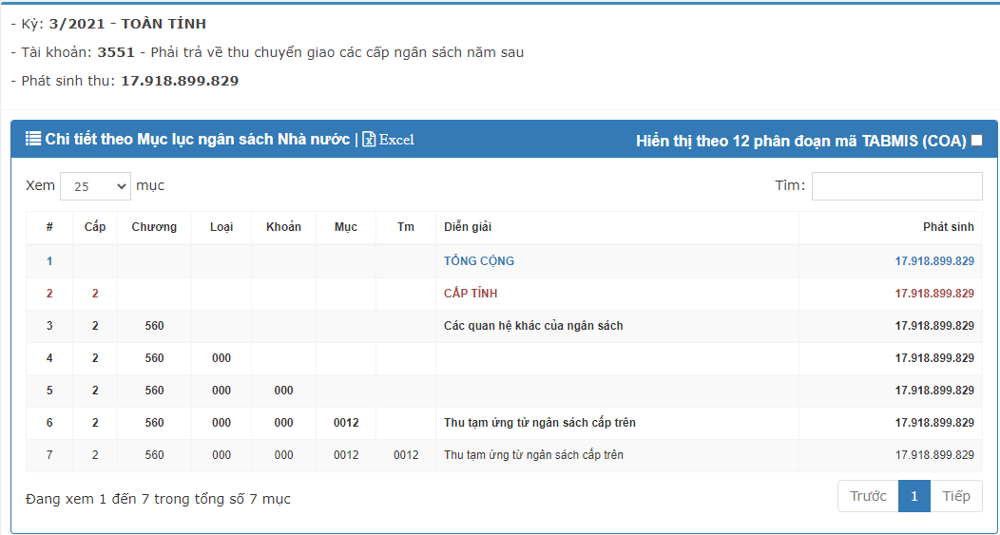 - Kỳ: 3/2021 - TOÀN TỈNH
- Tài khoản: 3551 - Phải trả về thu chuyển giao các cấp ngân sách năm sau
- Phát sinh thu: 17.918.899.829
Chi tiết theo Mục lục ngân sách Nhà nước | Excel Hiển thị theo 12 phân đoạn mã TABMIS (COA)
Xem 25 mục Tìm:
# Cấp Chương Loại Khoản Mục Tm Diễn giải Phát sinh
1 TỔNG CỘNG 17.918.899.829
2 2 CẤP TỈNH 17.918.899.829
3 2 560 Các quan hệ khác của ngân sách 17.918.899.829
4 2 560 000 17.918.899.829
5 2 560 000 000 17.918.899.829
6 2 560 000 000 0012 Thu tạm ứng từ ngân sách cấp trên 17.918.899.829
7 2 560 000 000 0012 0012 Thu tạm ứng từ ngân sách cấp trên 17.918.899.829
Đang xem 1 đến 7 trong tổng số 7 mục Trước 1 Tiếp